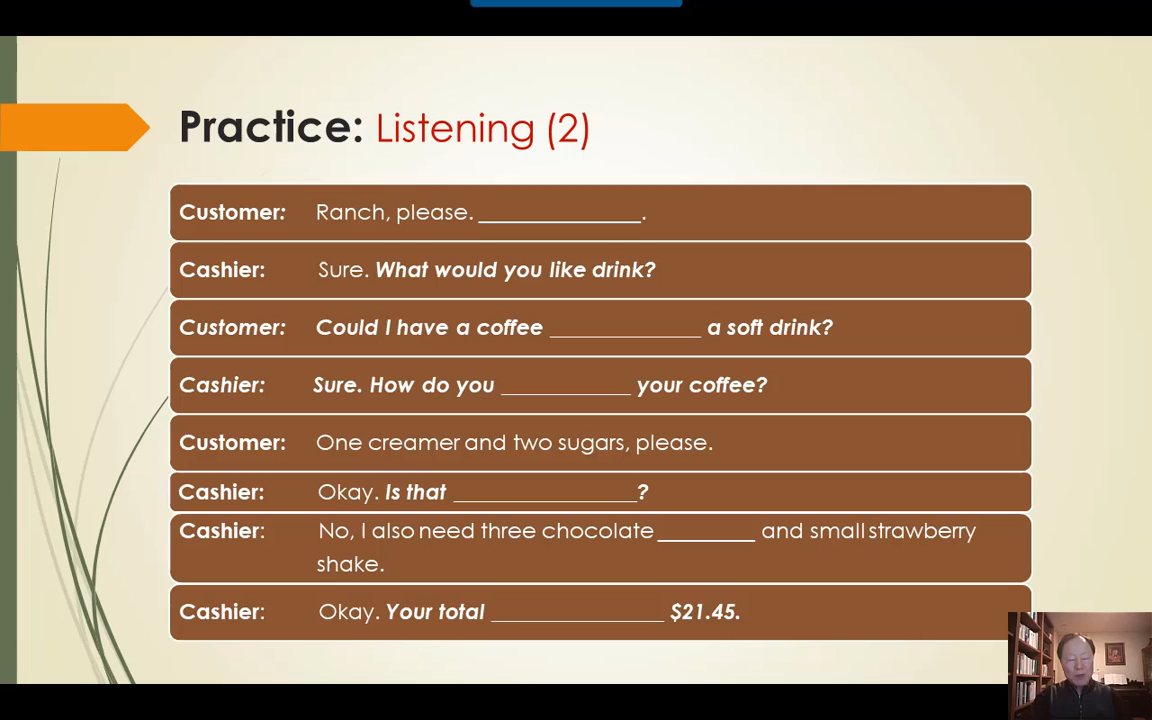 Practice: Listening (2)
Customer: Ranch, please. _______________.
Cashier: Sure. What would you like drink?
Customer: Could I have a coffee ______________ a soft drink?
Cashier: Sure. How do you ____________ your coffee?
Customer: One creamer and two sugars, please.
Cashier: Okay. Is that _________________?
Cashier: No, I also need three chocolate _________ and small strawberry
shake.
Cashier: Okay. Your total ________________ $21.45.